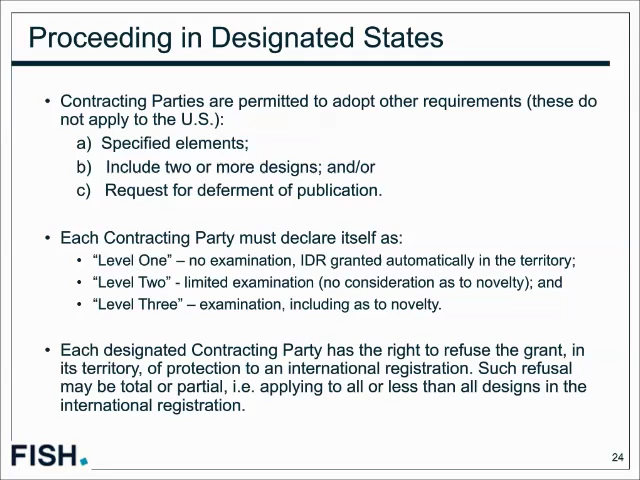 Proceeding in Designated States
• Contracting Parties are permitted to adopt other requirements (these do
not apply to the U.S.):
a) Specified elements;
b) Include two or more designs; and/or
c) Request for deferment of publication.
• Each Contracting Party must declare itself as:
• “Level One” – no examination, IDR granted automatically in the territory;
• “Level Two” - limited examination (no consideration as to novelty); and
• “Level Three” – examination, including as to novelty.
• Each designated Contracting Party has the right to refuse the grant, in
its territory, of protection to an international registration. Such refusal
may be total or partial, i.e. applying to all or less than all designs in the
international registration.
FISH.
24